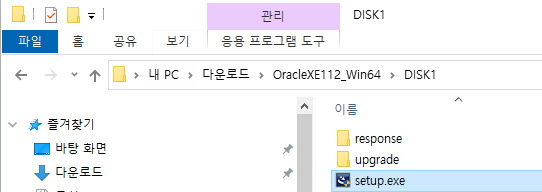 관리
DISK1
파일
홈
공유
보기
응용 프로그램 도구
내 PC
다운로드
OracleXE112_Win64
DISK1
이름
즐겨찾기
바탕 화면
다운로드
response
upgrade
setup.exe